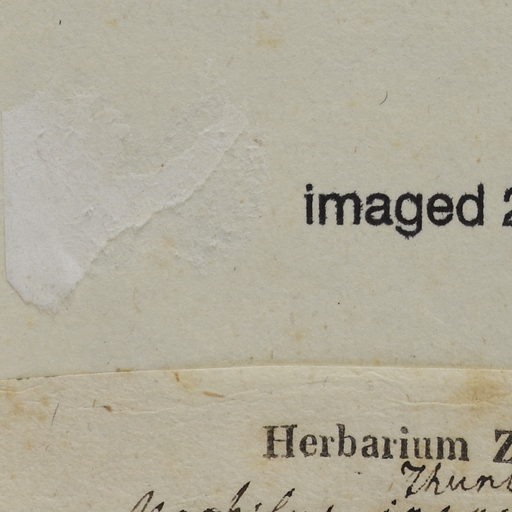 imaged 2
Herbarium Z
Thunb